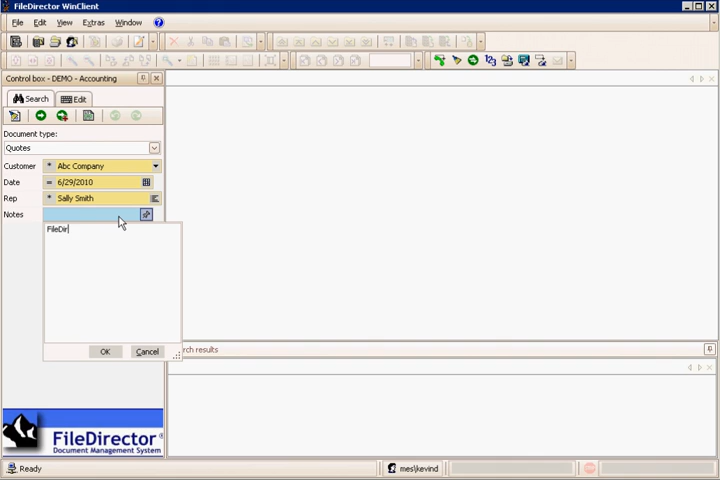 FileDirector WinClient
File Edit View Extras Window
Control box - DEMO - Accounting
Search Edit
Document type:
Quotes
Customer * Abc Company
Date = 6/29/2010
Rep * Sally Smith
Notes
FileDir
OK Cancel
rch results
FileDirector®
Document Management System
Ready mes\kevind